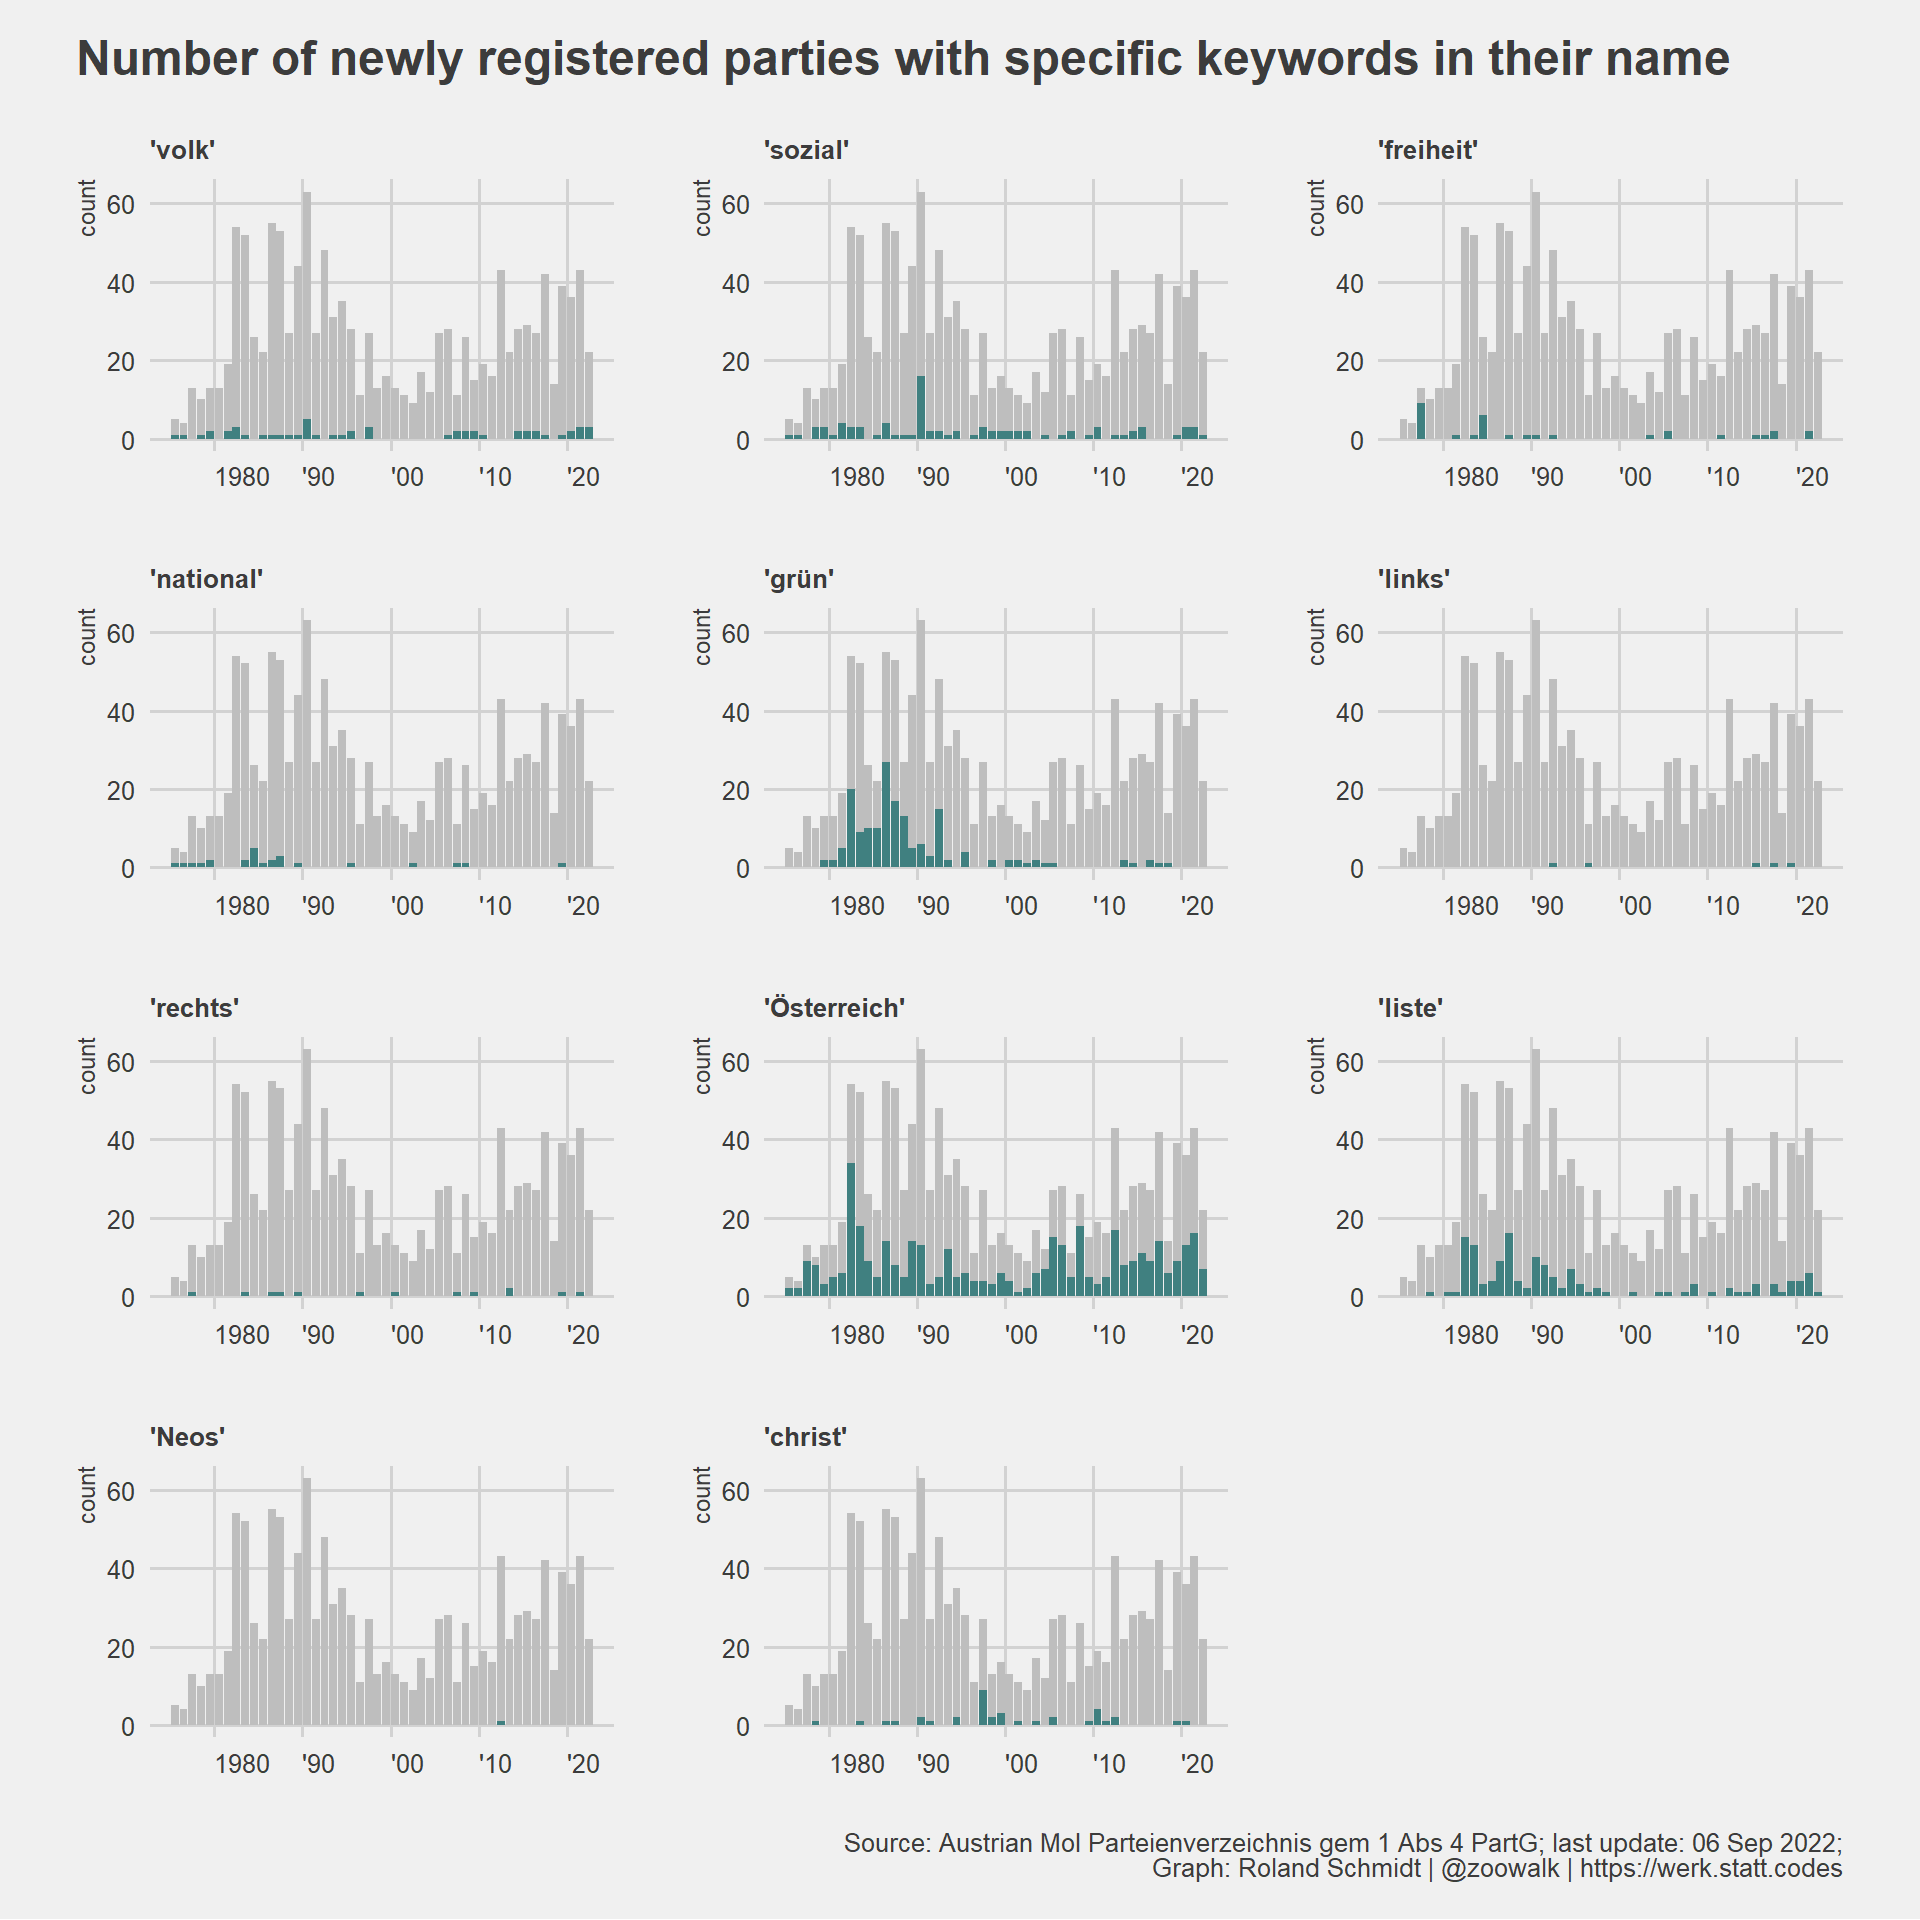 Number of newly registered parties with specific keywords in their name
'volk' 'sozial' 'freiheit'
count count count
60 60 60
40 40 40
20 20 20
0 0 0
1980 '90 '00 '10 '20 1980 '90 '00 '10 '20 1980 '90 '00 '10 '20
'national' 'grün' 'links'
count count count
60 60 60
40 40 40
20 20 20
0 0 0
1980 '90 '00 '10 '20 1980 '90 '00 '10 '20 1980 '90 '00 '10 '20
'rechts' 'Österreich' 'liste'
count count count
60 60 60
40 40 40
20 20 20
0 0 0
1980 '90 '00 '10 '20 1980 '90 '00 '10 '20 1980 '90 '00 '10 '20
'Neos' 'christ'
count count
60 60
40 40
20 20
0 0
1980 '90 '00 '10 '20 1980 '90 '00 '10 '20
Source: Austrian MoI Parteienverzeichnis gem 1 Abs 4 PartG; last update: 06 Sep 2022;
Graph: Roland Schmidt | @zoowalk | https://werk.statt.codes